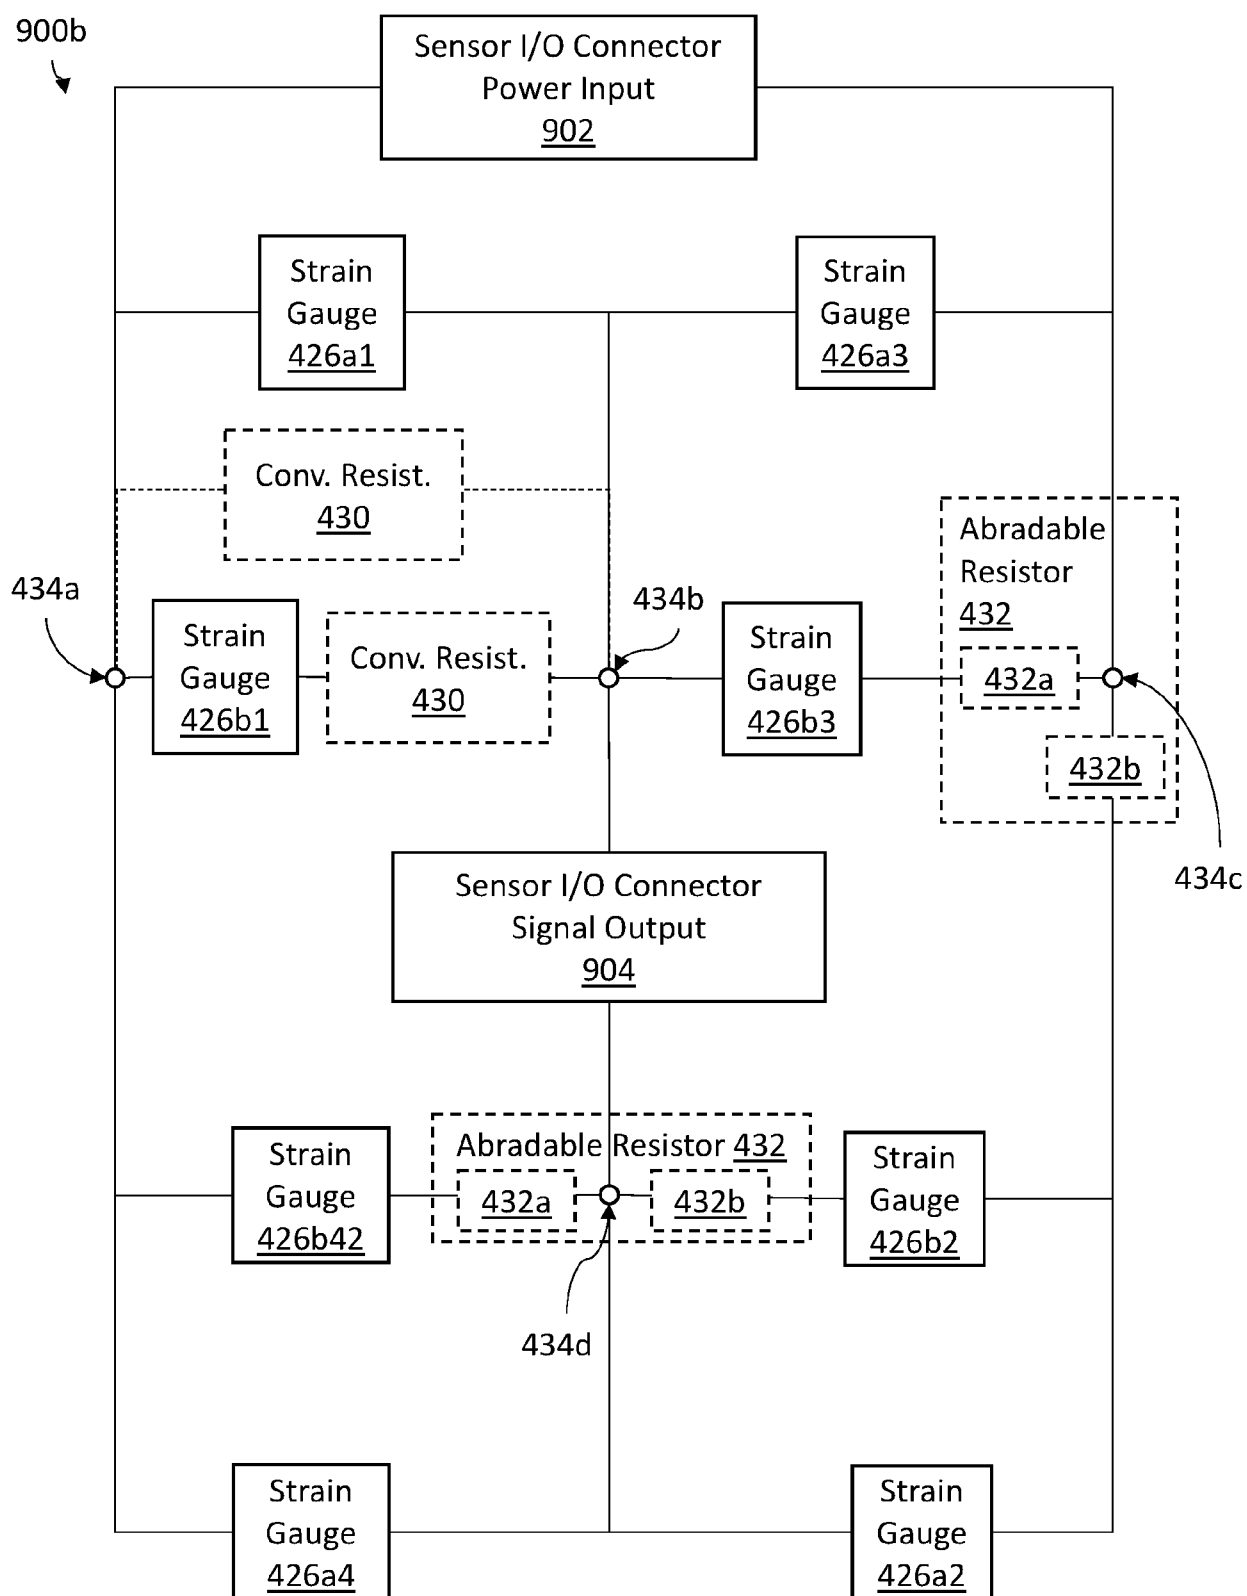 900b
Sensor I/O Connector
Power Input
902
Strain
Gauge
426a1
Strain
Gauge
426a3
Conv. Resist.
430
Abradable
Resistor
432
434a
434b
Strain
Gauge
426b1
Conv. Resist.
430
Strain
Gauge
426b3
432a
432b
434c
Sensor I/O Connector
Signal Output
904
Strain
Gauge
426b42
Abradable Resistor 432
432a
432b
Strain
Gauge
426b2
434d
Strain
Gauge
426a4
Strain
Gauge
426a2